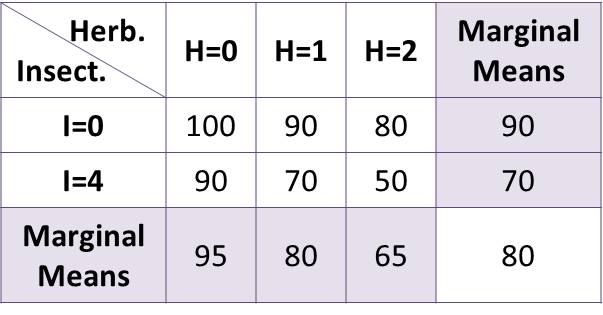 Herb.
Insect.
H=0 H=1 H=2 Marginal Means
I=0 100 90 80 90
I=4 90 70 50 70
Marginal Means 95 80 65 80